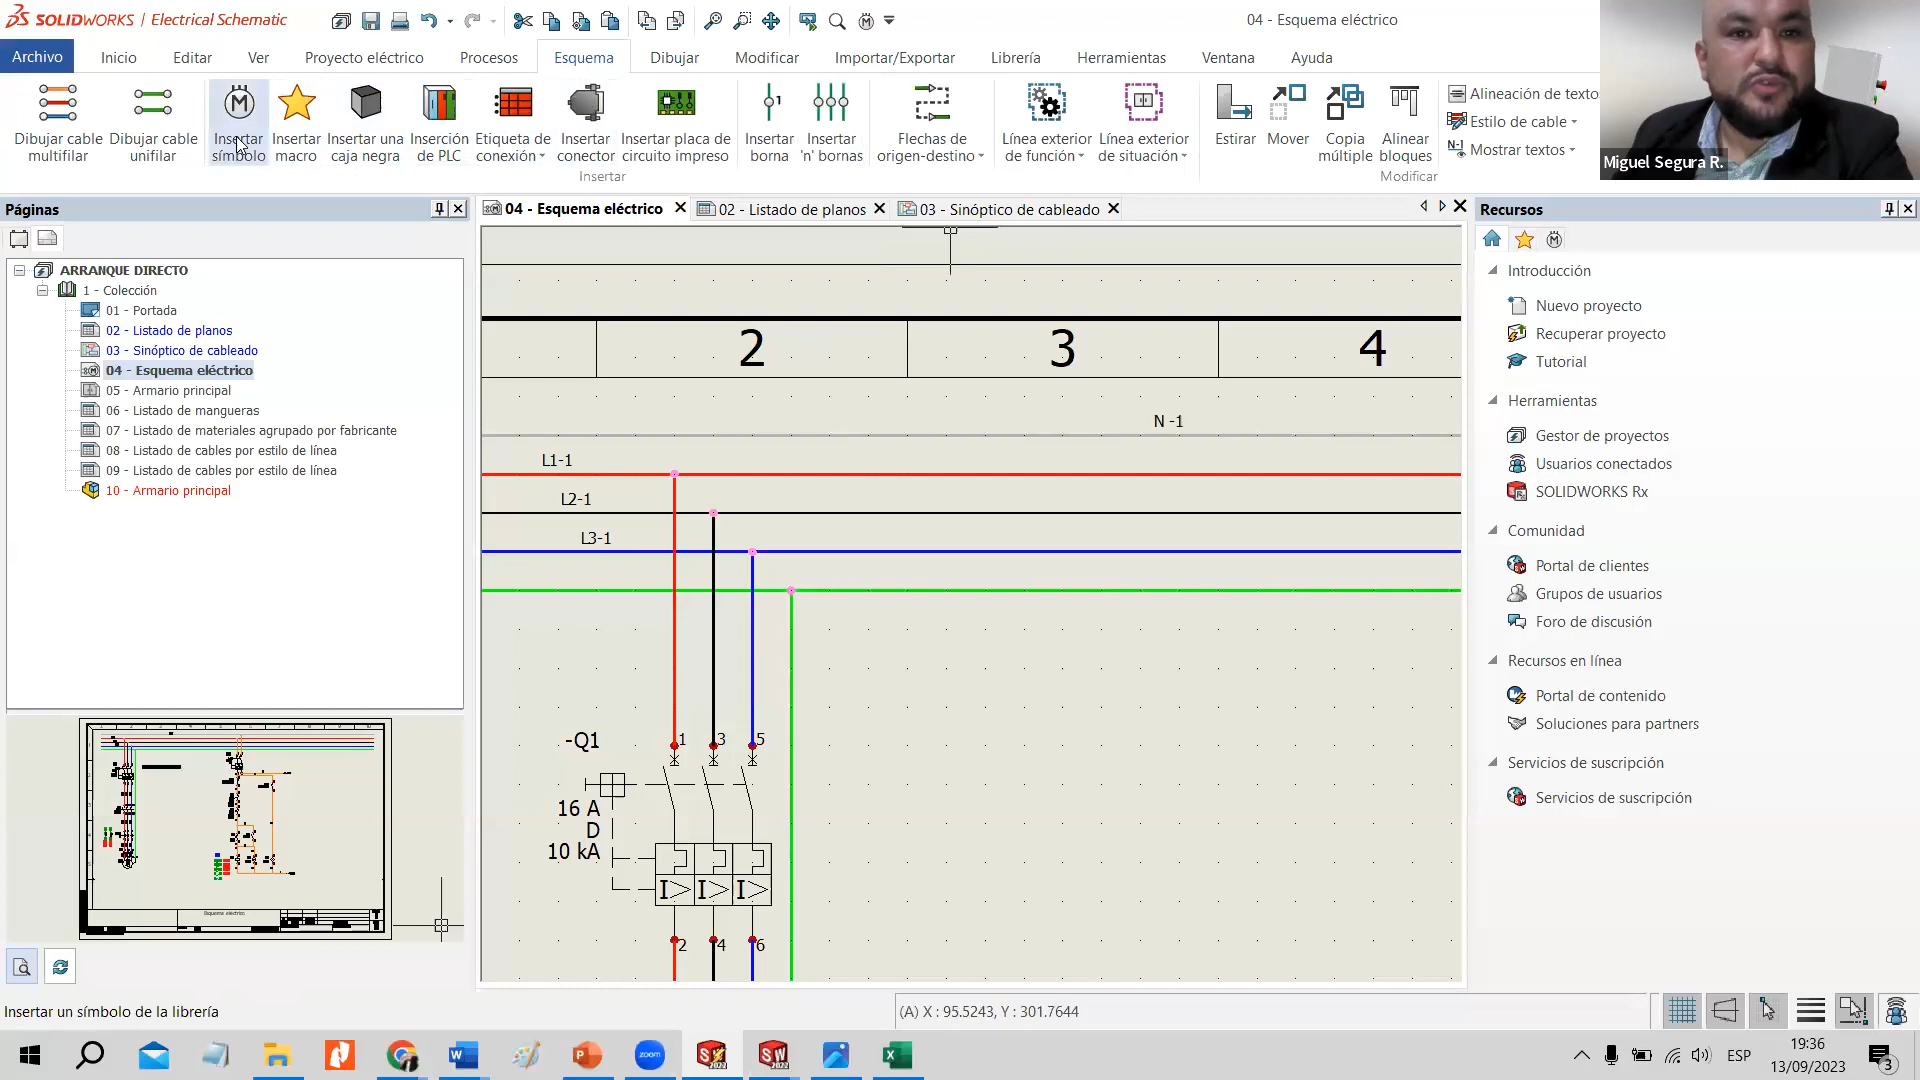 SOLIDWORKS | Electrical Schematic
04 - Esquema eléctrico
Archivo Inicio Editar Ver Proyecto eléctrico Procesos Esquema Dibujar Modificar Importar/Exportar Librería Herramientas Ventana Ayuda
Dibujar cable multifilar
Dibujar cable unifilar
Insertar símbolo
Insertar macro
Insertar una caja negra
Inserción de PLC
Etiqueta de conexión
Insertar conector
Insertar placa de circuito impreso
Insertar borna
Insertar 'n' bornas
Flechas de origen-destino
Línea exterior de función
Línea exterior de situación
Estirar
Mover
Copia múltiple
Alinear bloques
Alineación de texto
Estilo de cable
Mostrar textos
Insertar
Modificar
Miguel Segura R.
Páginas
04 - Esquema eléctrico
02 - Listado de planos
03 - Sinóptico de cableado
Recursos
ARRANQUE DIRECTO
1 - Colección
01 - Portada
02 - Listado de planos
03 - Sinóptico de cableado
04 - Esquema eléctrico
05 - Armario principal
06 - Listado de mangueras
07 - Listado de materiales agrupado por fabricante
08 - Listado de cables por estilo de línea
09 - Listado de cables por estilo de línea
10 - Armario principal
2 3 4
N -1
L1-1
L2-1
L3-1
-Q1
1 3 5
16 A
D
10 kA
I> I> I>
2 4 6
Introducción
Nuevo proyecto
Recuperar proyecto
Tutorial
Herramientas
Gestor de proyectos
Usuarios conectados
SOLIDWORKS Rx
Comunidad
Portal de clientes
Grupos de usuarios
Foro de discusión
Recursos en línea
Portal de contenido
Soluciones para partners
Servicios de suscripción
Servicios de suscripción
Esquema eléctrico
Insertar un símbolo de la librería
(A) X : 95.5243, Y : 301.7644
ESP
19:36
13/09/2023
3